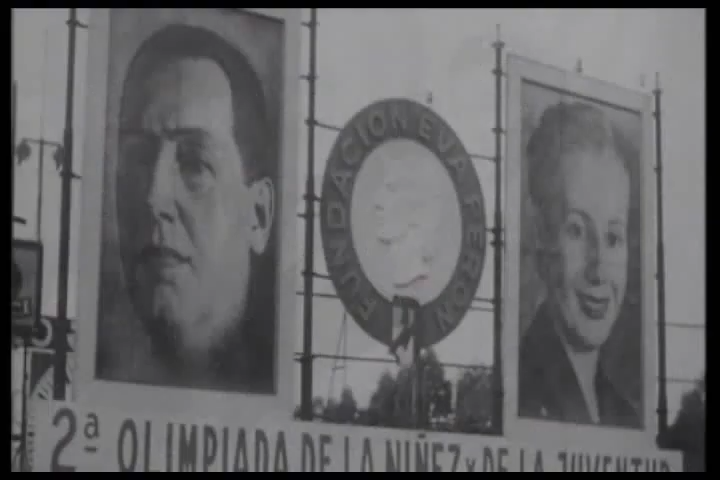 FUNDACION EVA PERON
2ª OLIMPIADA DE LA NIÑEZ Y DE LA JUVENTUD